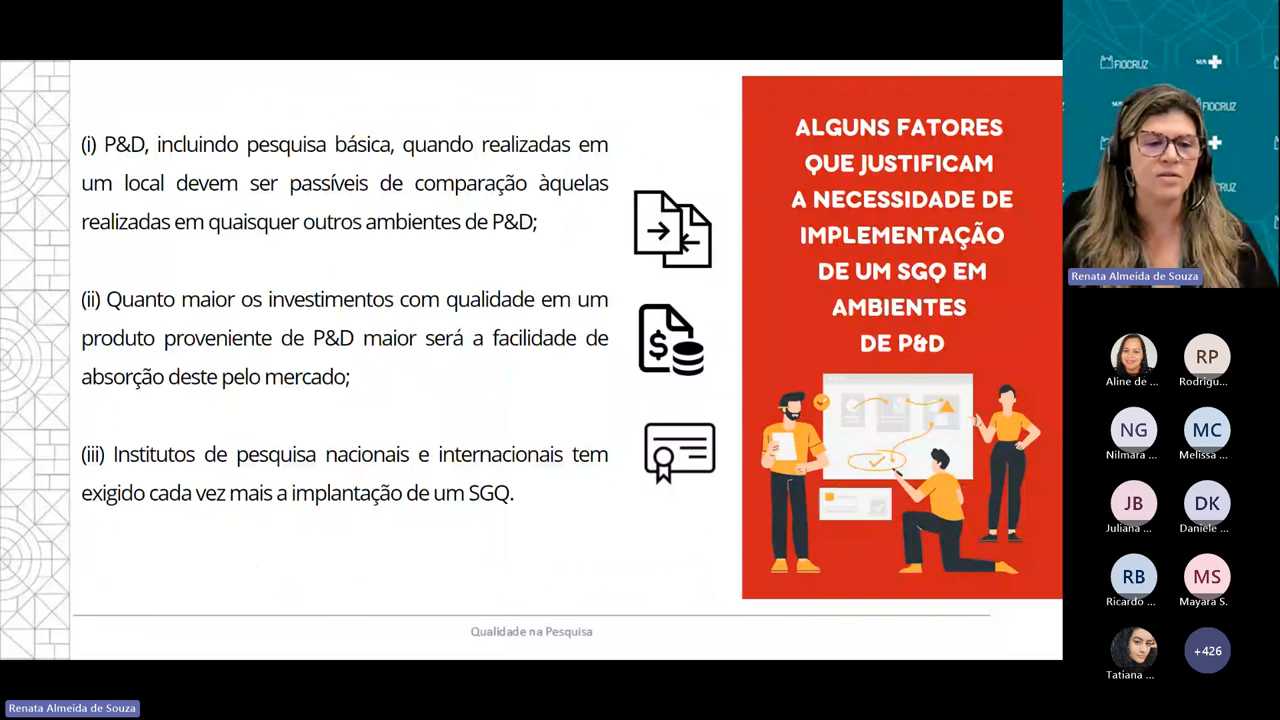 (i) P&D, incluindo pesquisa básica, quando realizadas em
um local devem ser passíveis de comparação àquelas
realizadas em quaisquer outros ambientes de P&D;
(ii) Quanto maior os investimentos com qualidade em um
produto proveniente de P&D maior será a facilidade de
absorção deste pelo mercado;
(iii) Institutos de pesquisa nacionais e internacionais tem
exigido cada vez mais a implantação de um SGQ.
$
ALGUNS FATORES
QUE JUSTIFICAM
A NECESSIDADE DE
IMPLEMENTAÇÃO
DE UM SGQ EM
AMBIENTES
DE P&D
Qualidade na Pesquisa
FIOCRUZ
SUS
FIOCRUZ
Renata Almeida de Souza
Aline de ...
RP
Rodrigu...
NG
Nilmara ...
MC
Melissa ...
JB
Juliana ...
DK
Daniele ...
RB
Ricardo ...
MS
Mayara S.
Tatiana ...
+426
Renata Almeida de Souza